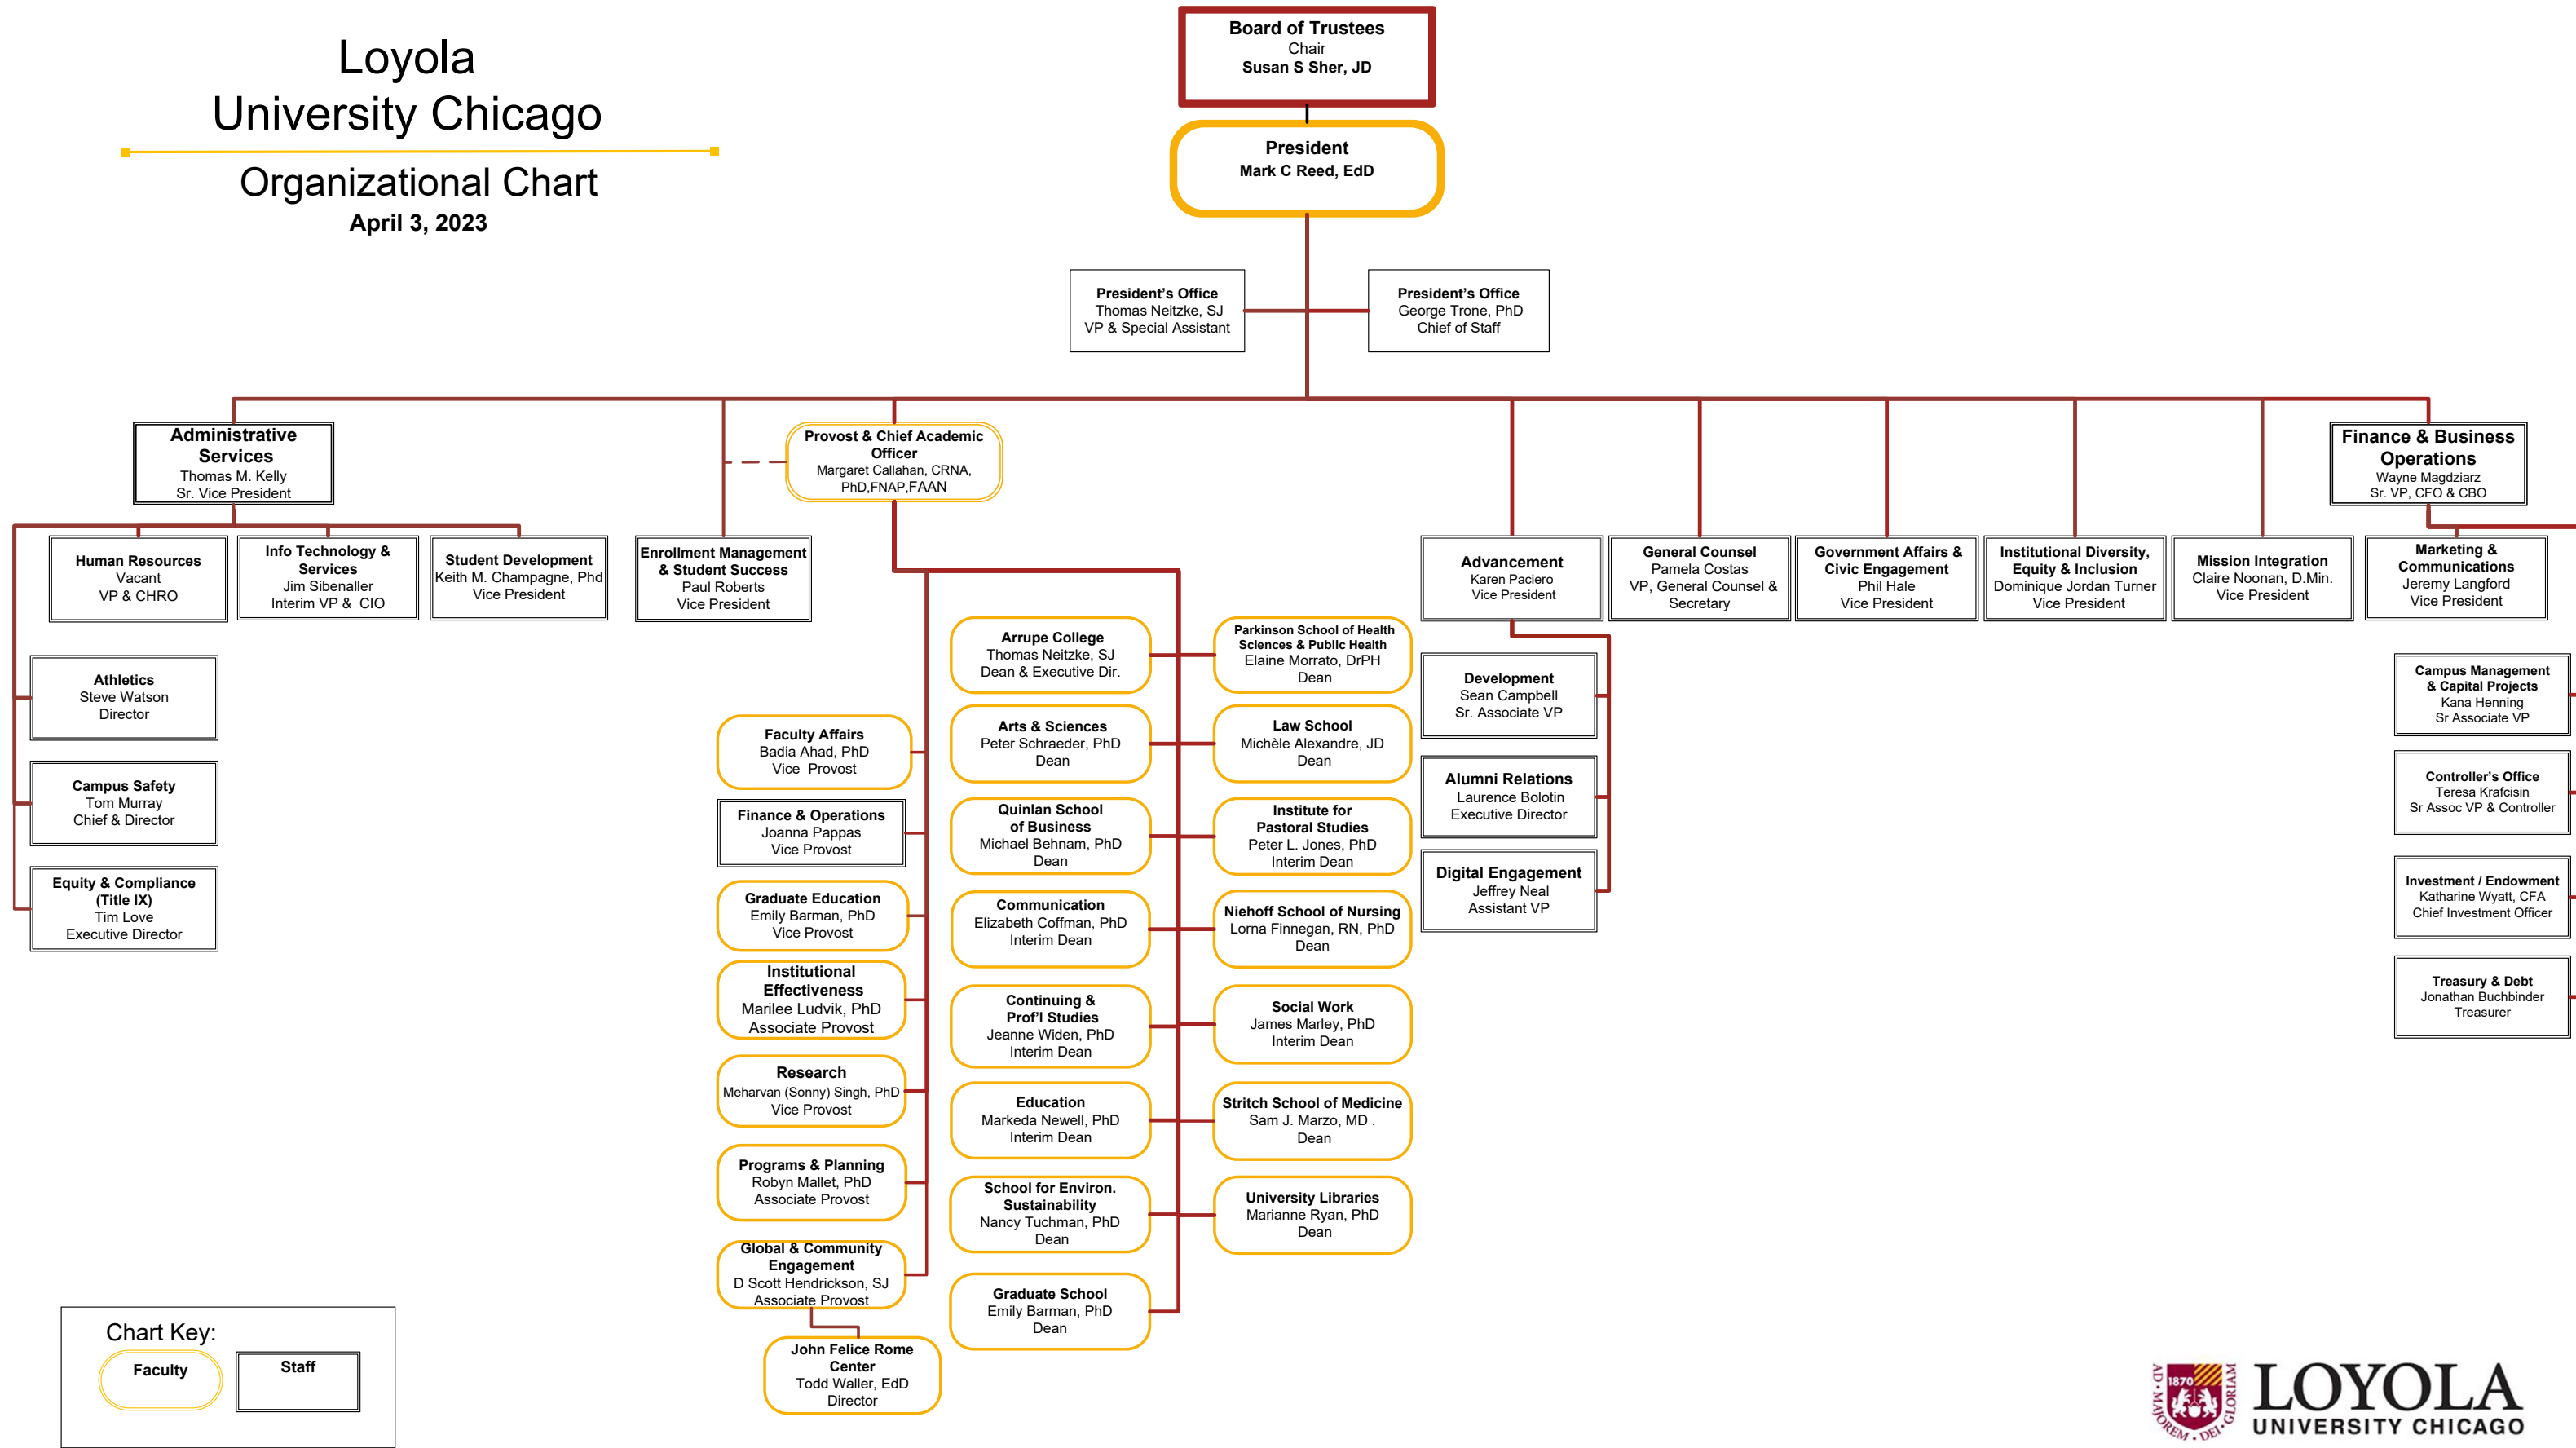 Loyola
University Chicago
Organizational Chart
April 3, 2023
Board of Trustees
Chair
Susan S Sher, JD
President
Mark C Reed, EdD
President's Office
Thomas Neitzke, SJ
VP & Special Assistant
President's Office
George Trone, PhD
Chief of Staff
Administrative
Services
Thomas M. Kelly
Sr. Vice President
Provost & Chief Academic
Officer
Margaret Callahan, CRNA,
PhD,FNAP,FAAN
Finance & Business
Operations
Wayne Magdziarz
Sr. VP, CFO & CBO
Human Resources
Vacant
VP & CHRO
Info Technology &
Services
Jim Sibenaller
Interim VP & CIO
Student Development
Keith M. Champagne, Phd
Vice President
Enrollment Management
& Student Success
Paul Roberts
Vice President
Advancement
Karen Paciero
Vice President
General Counsel
Pamela Costas
VP, General Counsel &
Secretary
Government Affairs &
Civic Engagement
Phil Hale
Vice President
Institutional Diversity,
Equity & Inclusion
Dominique Jordan Turner
Vice President
Mission Integration
Claire Noonan, D.Min.
Vice President
Marketing &
Communications
Jeremy Langford
Vice President
Athletics
Steve Watson
Director
Campus Safety
Tom Murray
Chief & Director
Equity & Compliance
(Title IX)
Tim Love
Executive Director
Faculty Affairs
Badia Ahad, PhD
Vice Provost
Finance & Operations
Joanna Pappas
Vice Provost
Graduate Education
Emily Barman, PhD
Vice Provost
Institutional
Effectiveness
Marilee Ludvik, PhD
Associate Provost
Research
Meharvan (Sonny) Singh, PhD
Vice Provost
Programs & Planning
Robyn Mallet, PhD
Associate Provost
Global & Community
Engagement
D Scott Hendrickson, SJ
Associate Provost
John Felice Rome
Center
Todd Waller, EdD
Director
Arrupe College
Thomas Neitzke, SJ
Dean & Executive Dir.
Arts & Sciences
Peter Schraeder, PhD
Dean
Quinlan School
of Business
Michael Behnam, PhD
Dean
Communication
Elizabeth Coffman, PhD
Interim Dean
Continuing &
Prof'l Studies
Jeanne Widen, PhD
Interim Dean
Education
Markeda Newell, PhD
Interim Dean
School for Environ.
Sustainability
Nancy Tuchman, PhD
Dean
Graduate School
Emily Barman, PhD
Dean
Parkinson School of Health
Sciences & Public Health
Elaine Morrato, DrPH
Dean
Law School
Michèle Alexandre, JD
Dean
Institute for
Pastoral Studies
Peter L. Jones, PhD
Interim Dean
Niehoff School of Nursing
Lorna Finnegan, RN, PhD
Dean
Social Work
James Marley, PhD
Interim Dean
Stritch School of Medicine
Sam J. Marzo, MD .
Dean
University Libraries
Marianne Ryan, PhD
Dean
Development
Sean Campbell
Sr. Associate VP
Alumni Relations
Laurence Bolotin
Executive Director
Digital Engagement
Jeffrey Neal
Assistant VP
Campus Management
& Capital Projects
Kana Henning
Sr Associate VP
Controller's Office
Teresa Krafcisin
Sr Assoc VP & Controller
Investment / Endowment
Katharine Wyatt, CFA
Chief Investment Officer
Treasury & Debt
Jonathan Buchbinder
Treasurer
Chart Key:
Faculty
Staff
1870
AD • MAJOREM • DEI • GLORIAM
LOYOLA
UNIVERSITY CHICAGO